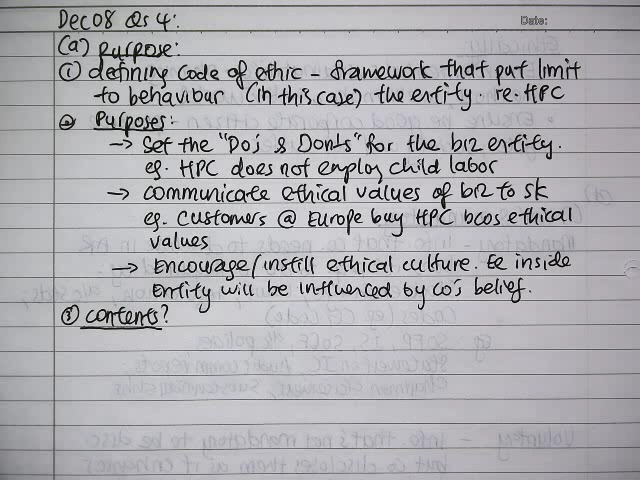 Dec 08 Qs 4:
Date:
(a) Purpose:
① defining code of ethic - framework that put limit
to behaviour (in this case) the entity. re. HPC
② Purposes:
→ Set the "Do's & Donts" for the biz entity.
eg. HPC does not employ child labor
→ communicate ethical values of biz to sk
eg. Customers @ Europe buy HPC bcos ethical
values
→ Encourage/instill ethical culture. Ee inside
entity will be influenced by co's belief.
③ contents?